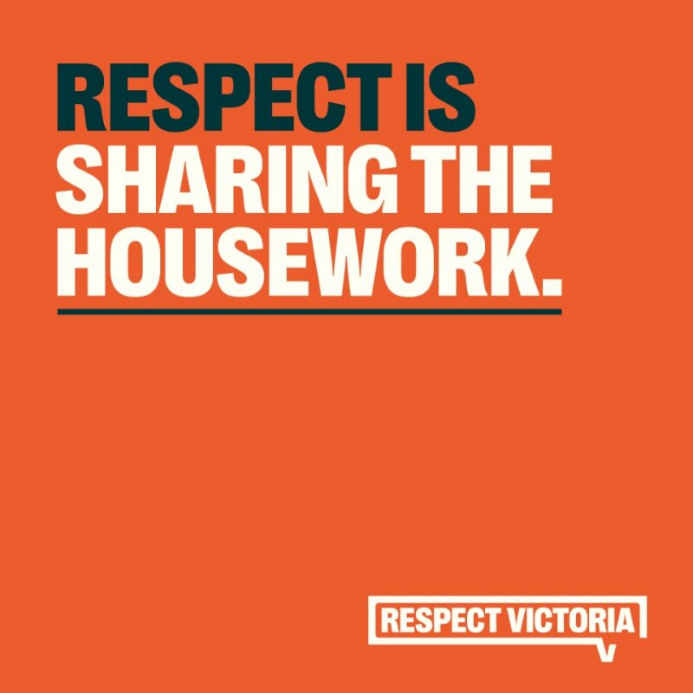 RESPECT IS
SHARING THE
HOUSEWORK.
RESPECT VICTORIA